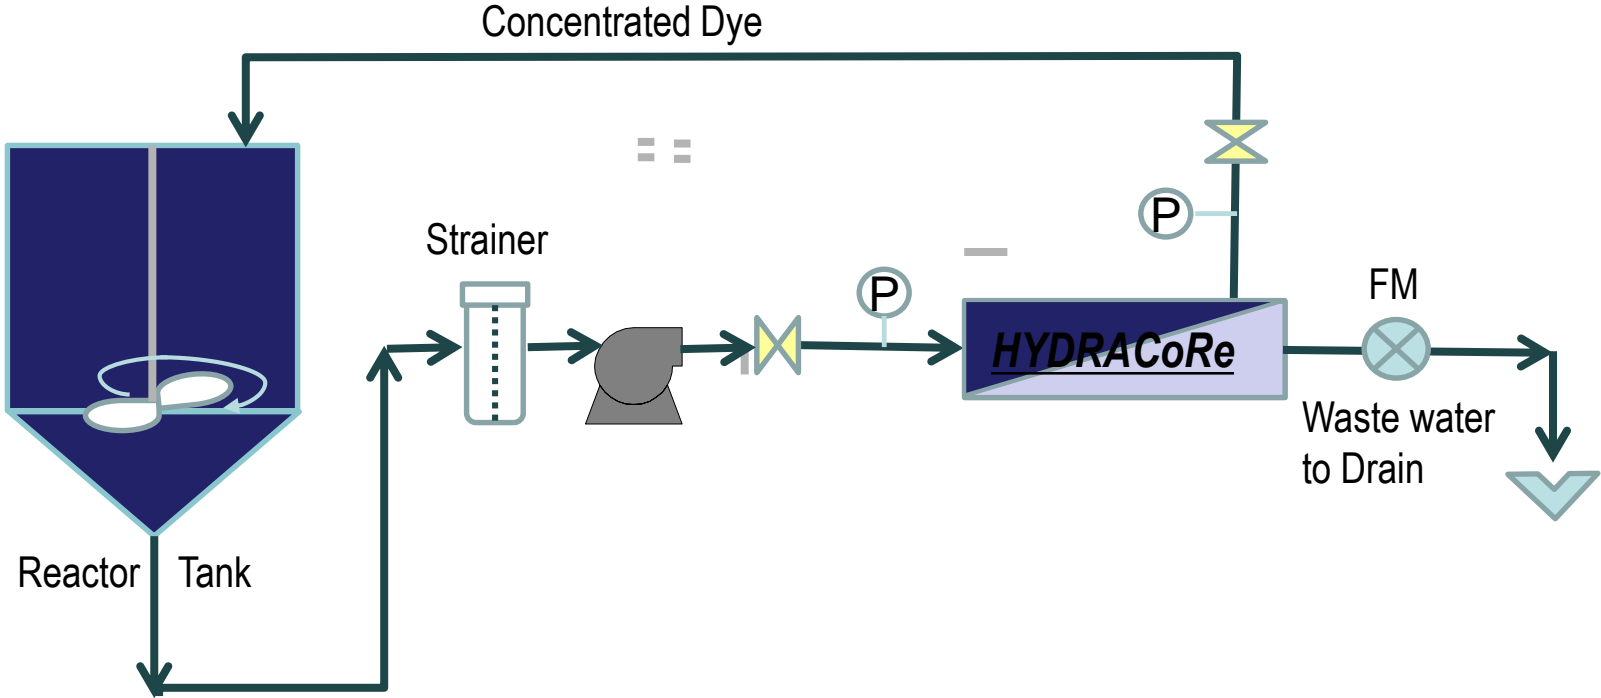 Concentrated Dye
Strainer
P
P
FM
HYDRACoRe
Waste water
to Drain
Reactor Tank